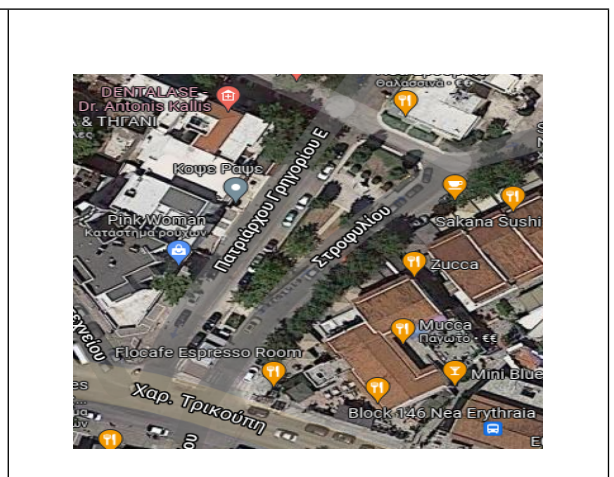 Θαλασσινά · €€
DENTALASE -
Dr. Antonis Kallis
& ΤΗΓΑΝΙ
Κοψε Ραψε
Πατριάρχου Γρηγορίου Ε
Στροφυλίου
Sakana Sushi
Pink Woman
Κατάστημα ρούχων
Zucca
Mucca
Παγωτό · €€
Flocafe Espresso Room
Mini Blue
Χαρ. Τρικούπη
Block 146 Nea Erythraia